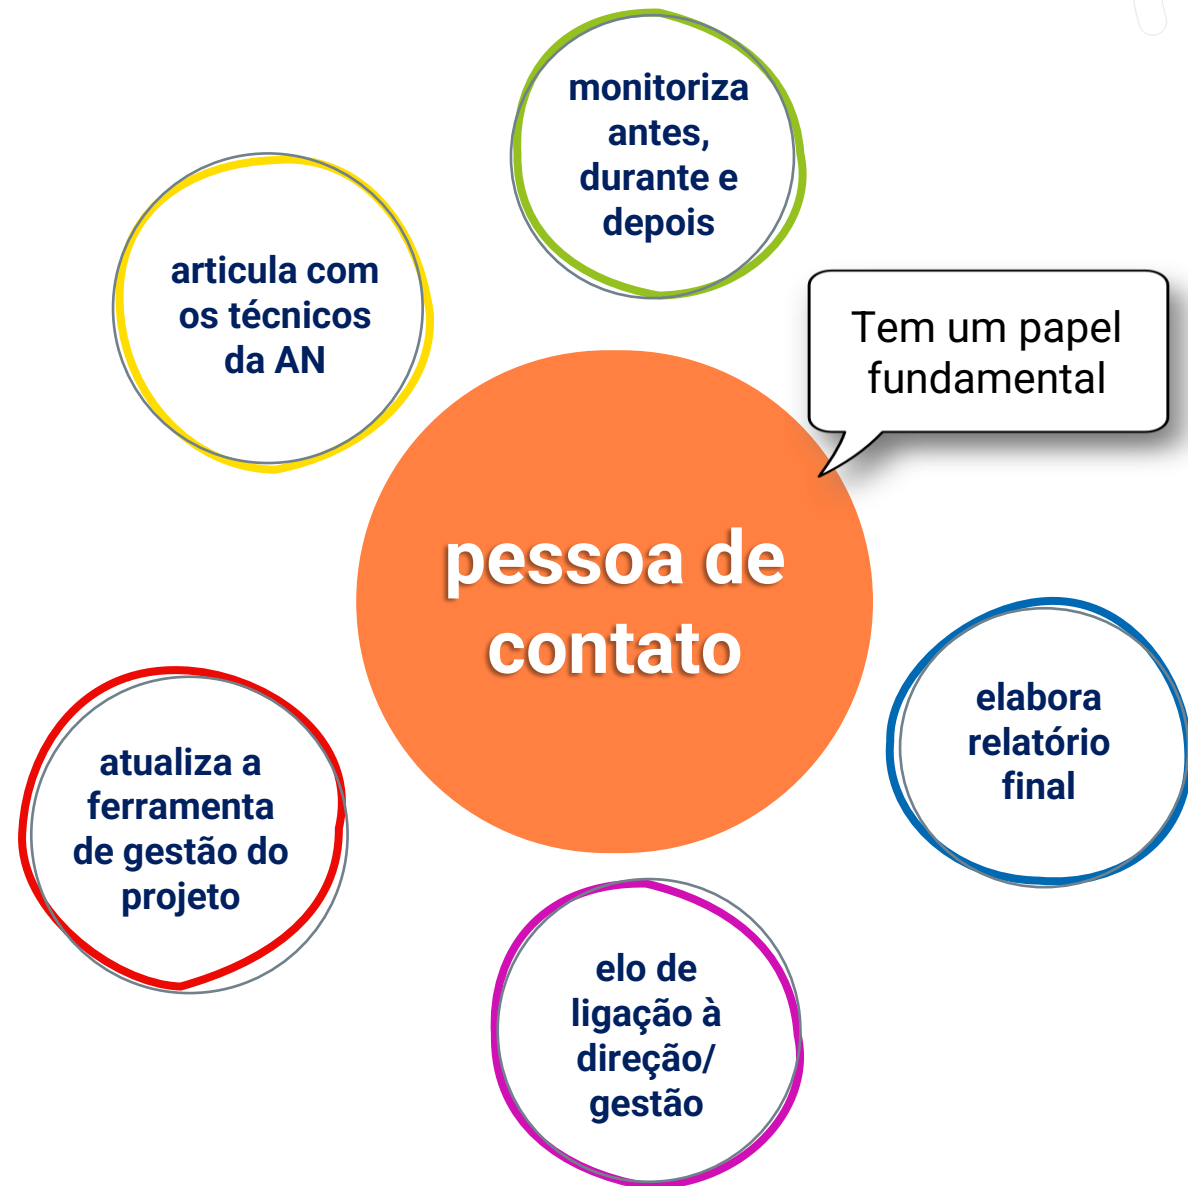 monitoriza
antes,
durante e
depois
articula com
os técnicos
da AN
Tem um papel
fundamental
pessoa de
contato
elabora
relatório
final
atualiza a
ferramenta
de gestão do
projeto
elo de
ligação à
direção/
gestão